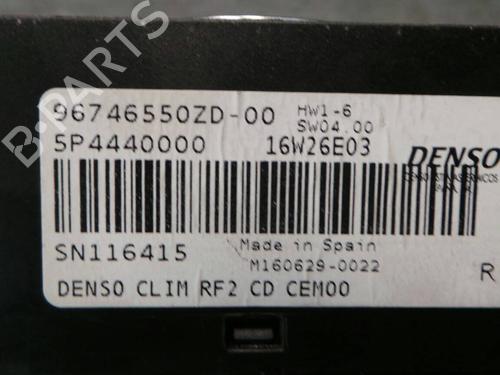 96746550ZD-00 HW1-6
SW04.00
5P4440000 16W26E03 DENSO
SN116415 Made in Spain
M160629-0022 R
DENSO CLIM RF2 CD CEM00
B-PARTS